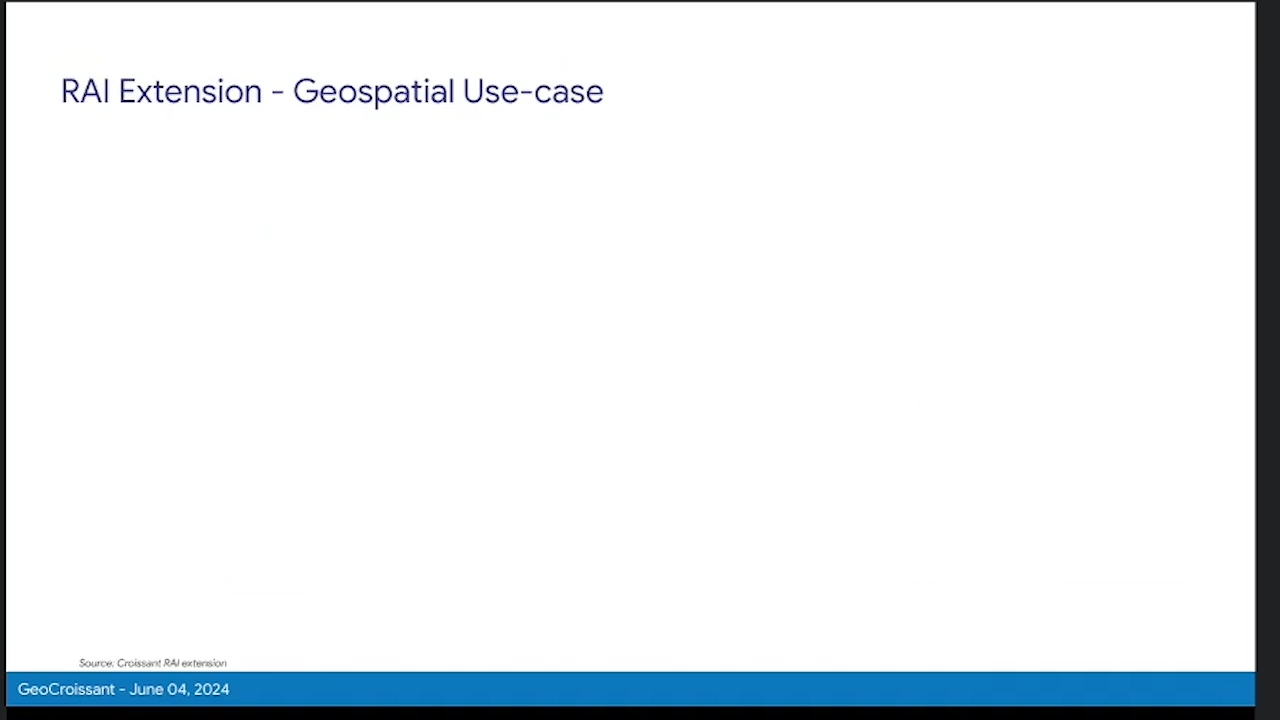 RAI Extension - Geospatial Use-case
Source: Croissant RAI extension
GeoCroissant - June 04, 2024